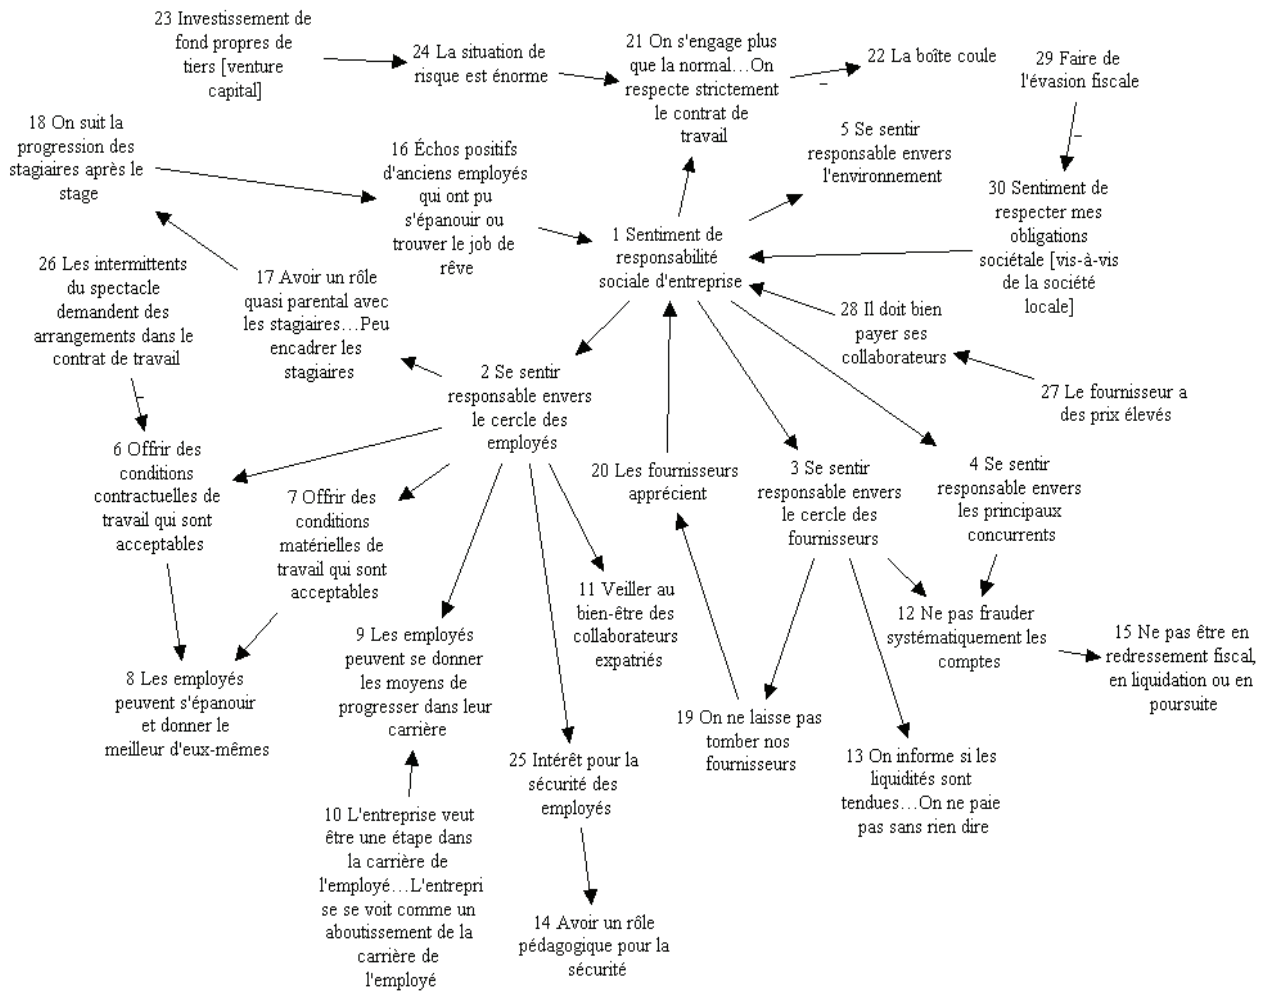 23 Investissement de
fond propres de
tiers [venture
capital]
24 La situation de
risque est énorme
21 On s'engage plus
que la normal…On
respecte strictement
le contrat de
travail
22 La boîte coule
29 Faire de
l'évasion fiscale
18 On suit la
progression des
stagiaires après le
stage
16 Échos positifs
d'anciens employés
qui ont pu
s'épanouir ou
trouver le job de
rêve
5 Se sentir
responsable envers
l'environnement
30 Sentiment de
respecter mes
obligations
sociétale [vis-à-vis
de la société
locale]
1 Sentiment de
responsabilité
sociale d'entreprise
26 Les intermittents
du spectacle
demandent des
arrangements dans le
contrat de travail
17 Avoir un rôle
quasi parental avec
les stagiaires…Peu
encadrer les
stagiaires
28 Il doit bien
payer ses
collaborateurs
2 Se sentir
responsable envers
le cercle des
employés
27 Le fournisseur a
des prix élevés
6 Offrir des
conditions
contractuelles de
travail qui sont
acceptables
7 Offrir des
conditions
matérielles de
travail qui sont
acceptables
20 Les fournisseurs
apprécient
3 Se sentir
responsable envers
le cercle des
fournisseurs
4 Se sentir
responsable envers
les principaux
concurrents
11 Veiller au
bien-être des
collaborateurs
expatriés
9 Les employés
peuvent se donner
les moyens de
progresser dans leur
carrière
12 Ne pas frauder
systématiquement les
comptes
15 Ne pas être en
redressement fiscal,
en liquidation ou en
poursuite
8 Les employés
peuvent s'épanouir
et donner le
meilleur d'eux-mêmes
19 On ne laisse pas
tomber nos
fournisseurs
25 Intérêt pour la
sécurité des
employés
13 On informe si les
liquidités sont
tendues…On ne paie
pas sans rien dire
10 L'entreprise veut
être une étape dans
la carrière de
l'employé…L'entrepri
se se voit comme un
aboutissement de la
carrière de
l'employé
14 Avoir un rôle
pédagogique pour la
sécurité